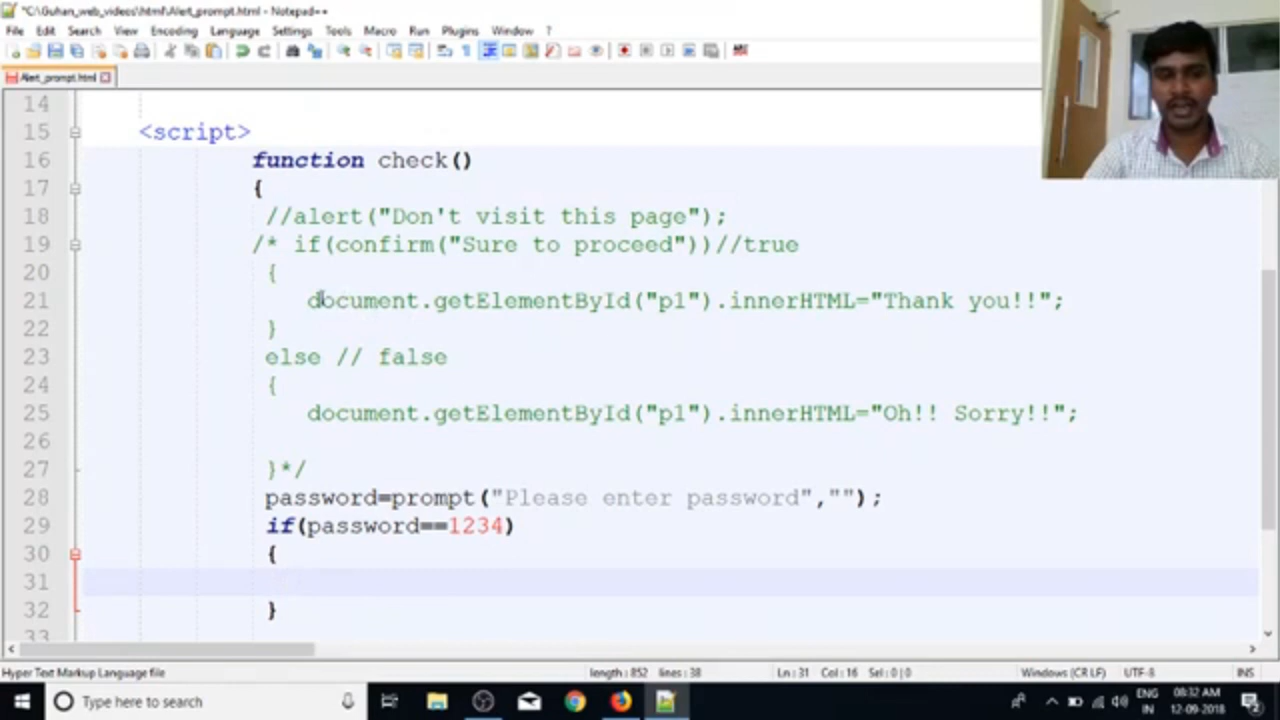 *C:\Guhan_web_videos\html\Alert_prompt.html - Notepad++
File Edit Search View Encoding Language Settings Tools Macro Run Plugins Window ?
Alert_prompt.html
14
15 <script>
16 function check()
17 {
18 //alert("Don't visit this page");
19 /* if(confirm("Sure to proceed"))//true
20 {
21 document.getElementById("p1").innerHTML="Thank you!!";
22 }
23 else // false
24 {
25 document.getElementById("p1").innerHTML="Oh!! Sorry!!";
26
27 }*/
28 password=prompt("Please enter password","");
29 if(password==1234)
30 {
31
32 }
33
Hyper Text Markup Language file length : 852 lines : 38 Ln : 31 Col : 16 Sel : 0 | 0 Windows (CR LF) UTF-8 INS
Type here to search ENG 08:32 AM
IN 12-09-2018